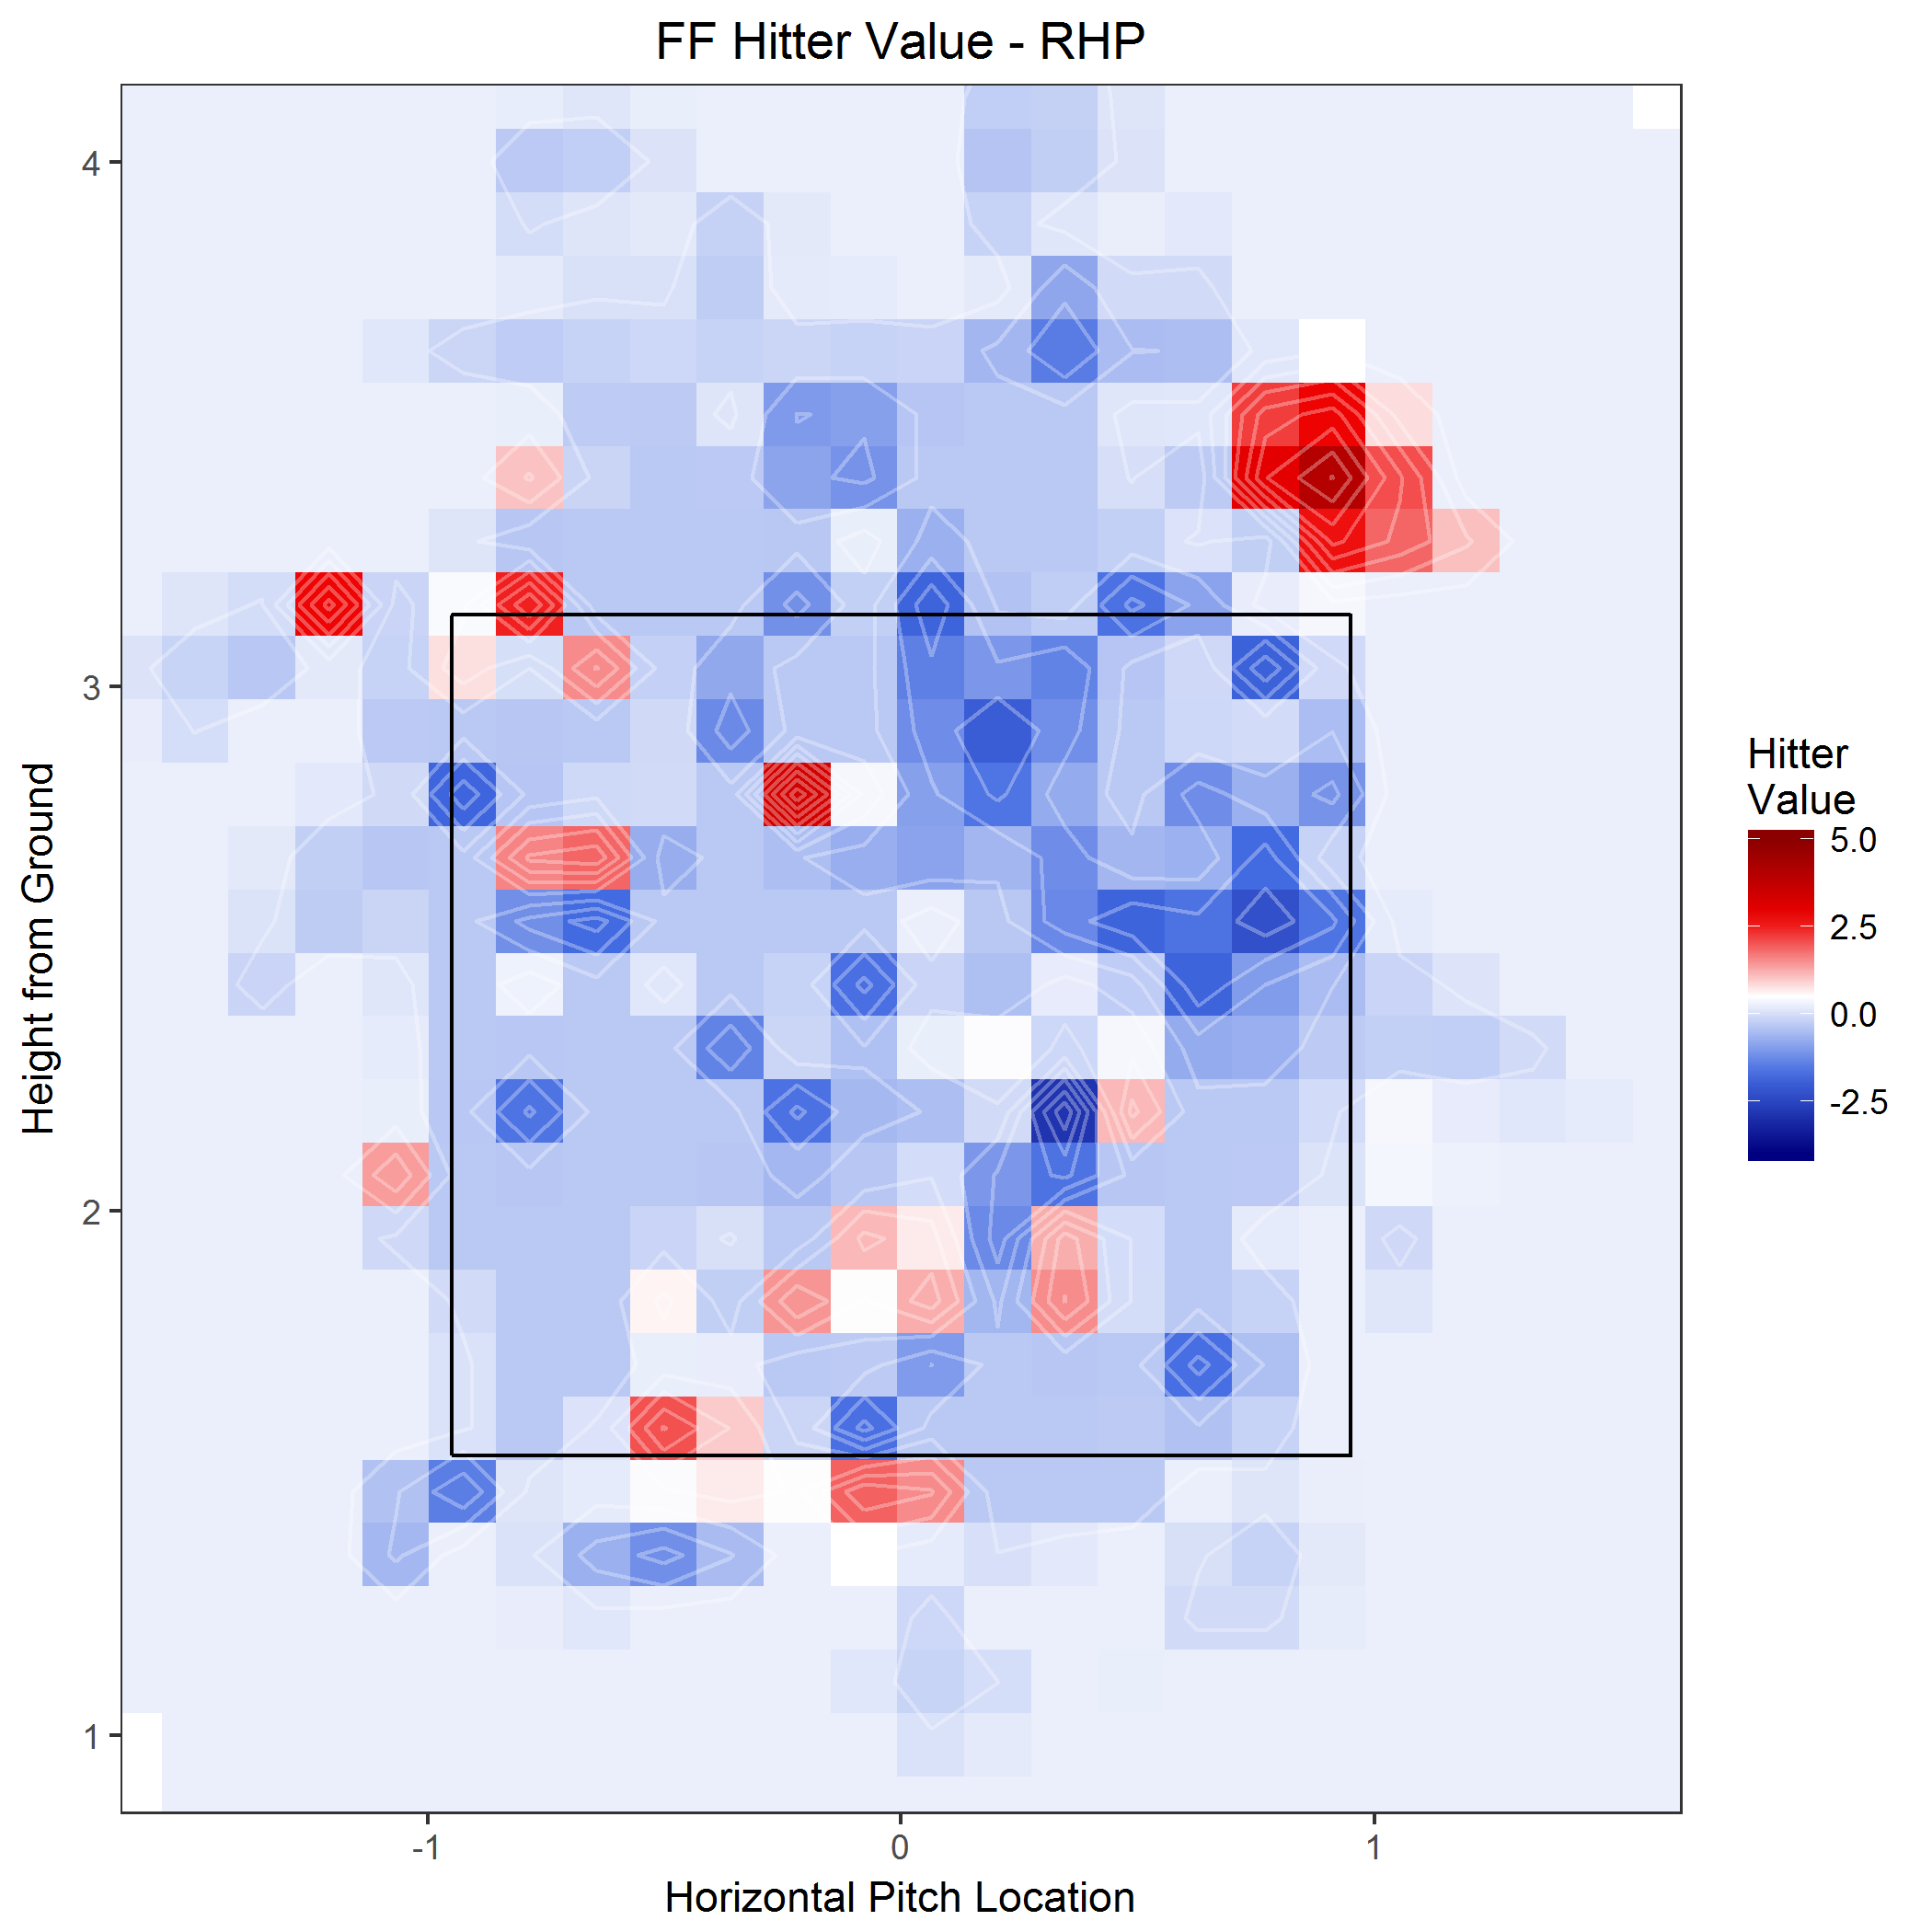 FF Hitter Value - RHP
4
3
2
1
Height from Ground
-1
0
1
Horizontal Pitch Location
Hitter
Value
5.0
2.5
0.0
-2.5